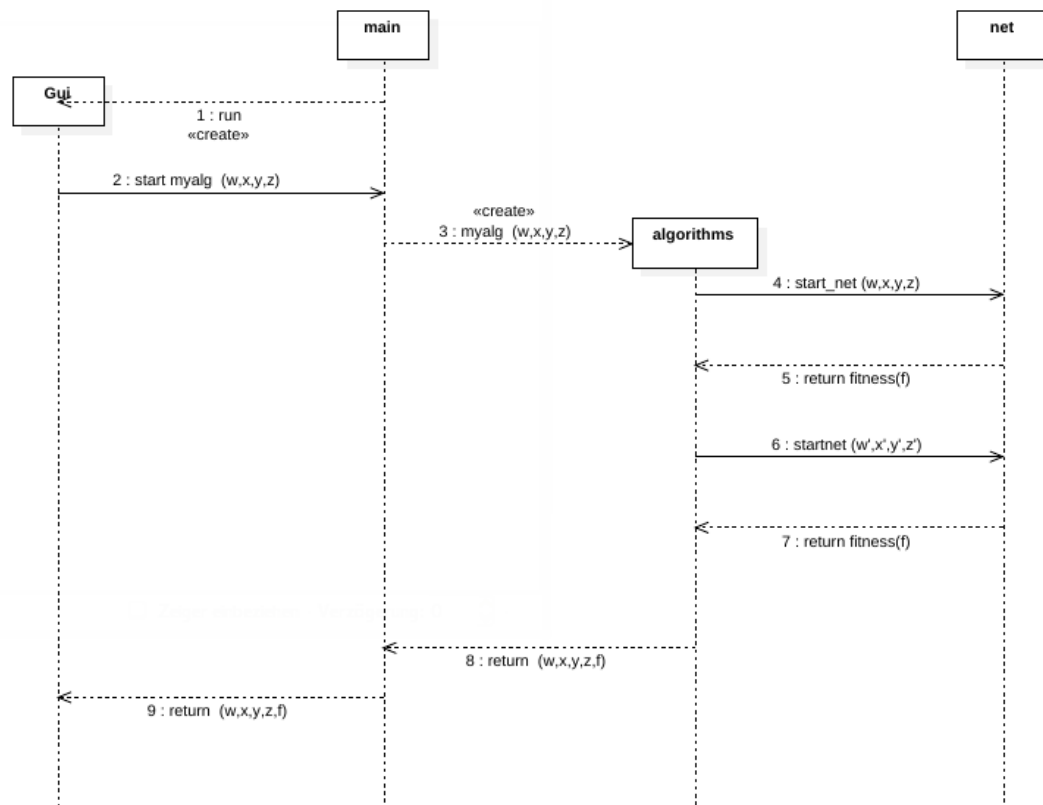 main
net
Gui
1 : run
«create»
2 : start myalg  (w,x,y,z)
«create»
3 : myalg  (w,x,y,z)
algorithms
4 : start_net (w,x,y,z)
5 : return fitness(f)
6 : startnet (w',x',y',z')
7 : return fitness(f)
8 : return  (w,x,y,z,f)
9 : return  (w,x,y,z,f)